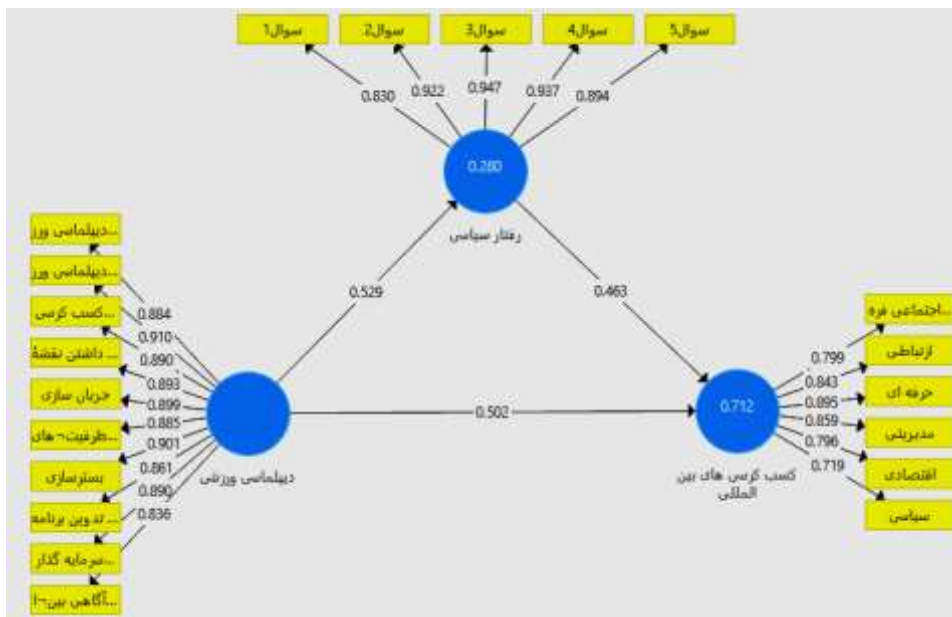 سوال1
سوال2
سوال3
سوال4
سوال5
0.830
0.922
0.947
0.937
0.894
0.280
رفتار سیاسی
0.529
0.463
دیپلماسی ورز...
دیپلماسی ورز...
کسب کرسی...
داشتن نقشهٔ ...
جریان سازی
ظرفیت¬های...
بسترسازی
تدوین برنامه ...
سرمایه گذار...
آگاهی بین¬ا...
0.884
0.910
0.890
0.893
0.899
0.885
0.901
0.861
0.890
0.836
دیپلماسی ورزشی
0.502
0.712
کسب کرسی های بین
المللی
0.799
0.843
0.895
0.859
0.796
0.719
اجتماعی فره...
ارتباطی
حرفه ای
مدیریتی
اقتصادی
سیاسی